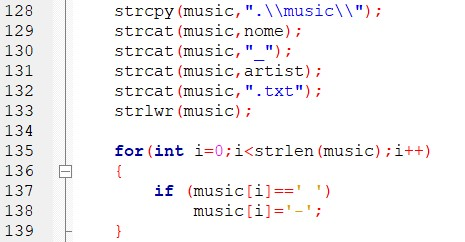 128 strcpy(music,".\\music\\");
129 strcat(music,nome);
130 strcat(music,"_");
131 strcat(music,artist);
132 strcat(music,".txt");
133 strlwr(music);
134
135 for(int i=0;i<strlen(music);i++)
136 {
137 if (music[i]==' ')
138 music[i]='-';
139 }